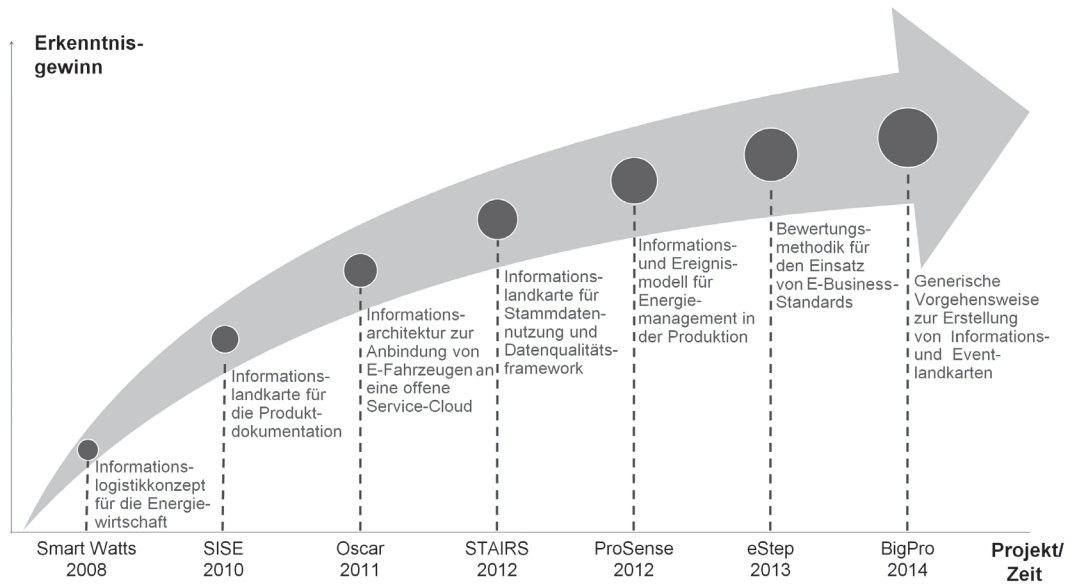 Erkenntnis-
gewinn
Informations-
logistikkonzept
für die Energie-
wirtschaft
Informations-
landkarte für
die Produkt-
dokumentation
Informations-
architektur zur
Anbindung von
E-Fahrzeugen an
eine offene
Service-Cloud
Informations-
landkarte für
Stammdaten-
nutzung und
Datenqualitäts-
framework
Informations-
und Ereignis-
modell für
Energie-
management in
der Produktion
Bewertungs-
methodik für
den Einsatz
von E-Business-
Standards
Generische
Vorgehensweise
zur Erstellung
von Informations-
und Event-
landkarten
Smart Watts
2008
SISE
2010
Oscar
2011
STAIRS
2012
ProSense
2012
eStep
2013
BigPro
2014
Projekt/
Zeit